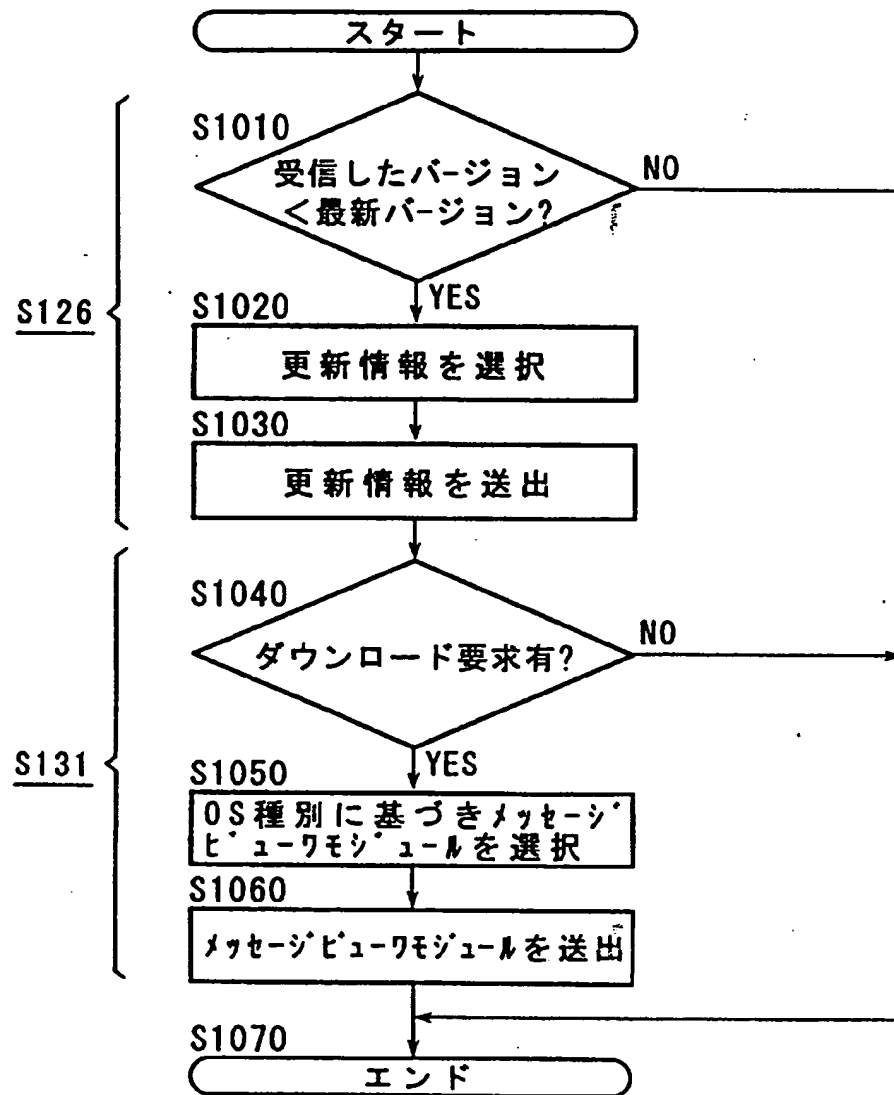 スタート
S1010
受信したバージョン
<最新バージョン?
NO
YES
S126
S1020
更新情報を選択
S1030
更新情報を送出
S1040
ダウンロード要求有?
NO
YES
S131
S1050
OS種別に基づきメッセージ
ビューワモジュールを選択
S1060
メッセージビューワモジュールを送出
S1070
エンド